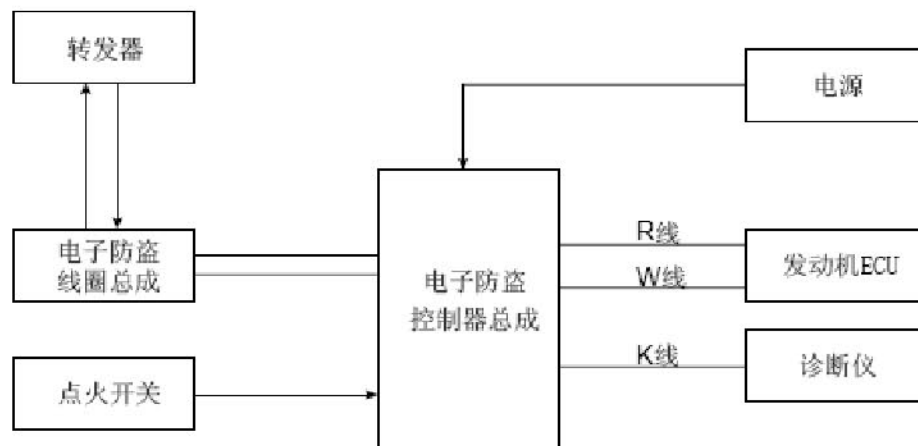 转发器
电源
电子防盗
线圈总成
R线
发动机ECU
W线
电子防盗
控制器总成
K线
诊断仪
点火开关